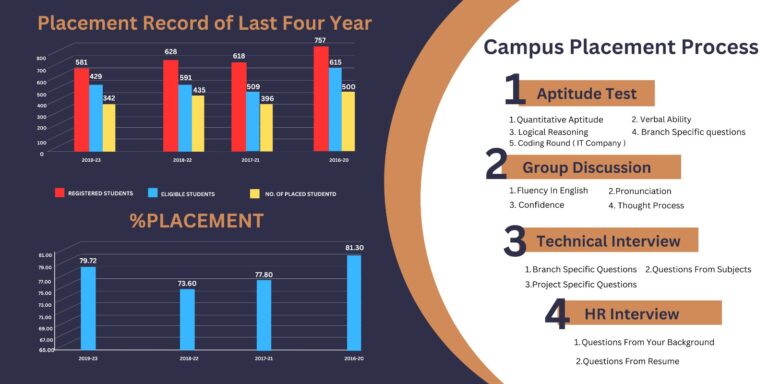 Placement Record of Last Four Year
800
700
600
500
400
300
200
100
0
581
429
342
628
591
435
618
509
396
757
615
500
2019-23
2018-22
2017-21
2016-20
REGISTERED STUDENTS
ELIGIBLE STUDENTS
NO. OF PLACED STUDENTD
%PLACEMENT
81.00
79.00
77.00
75.00
73.00
71.00
69.00
67.00
65.00
79.72
73.60
77.80
81.30
2019-23
2018-22
2017-21
2016-20
Campus Placement Process
1 Aptitude Test
1. Quantitative Aptitude 2. Verbal Ability
3. Logical Reasoning 4. Branch Specific questions
5. Coding Round ( IT Company )
2 Group Discussion
1. Fluency In English 2.Pronunciation
3. Confidence 4. Thought Process
3 Technical Interview
1.Branch Specific Questions 2.Questions From Subjects
3.Project Specific Questions
4 HR Interview
1.Questions From Your Background
2.Questions From Resume